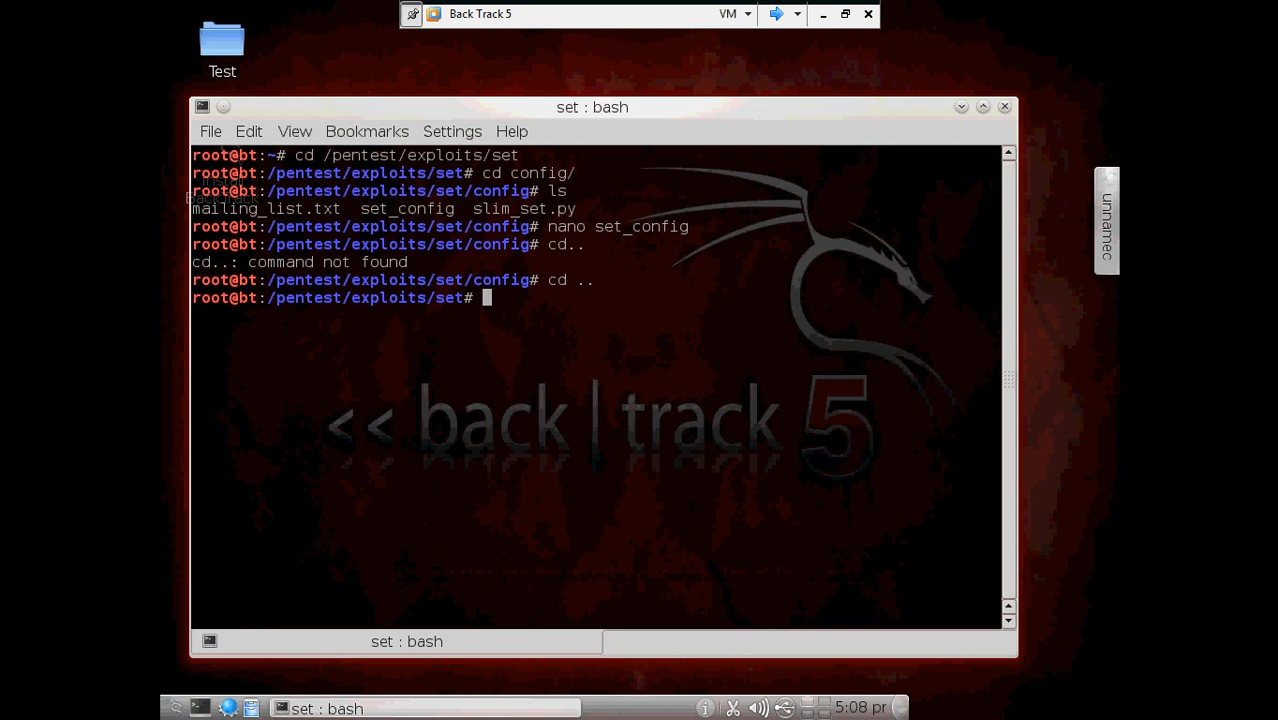 Back Track 5
VM
Test
set : bash
File Edit View Bookmarks Settings Help
root@bt:~# cd /pentest/exploits/set
root@bt:/pentest/exploits/set# cd config/
root@bt:/pentest/exploits/set/config# ls
mailing_list.txt  set_config  slim_set.py
root@bt:/pentest/exploits/set/config# nano set_config
root@bt:/pentest/exploits/set/config# cd..
cd..: command not found
root@bt:/pentest/exploits/set/config# cd ..
root@bt:/pentest/exploits/set#
Install
BackTrack
<< back | track 5
unnamec
set : bash
set : bash
5:08 pr